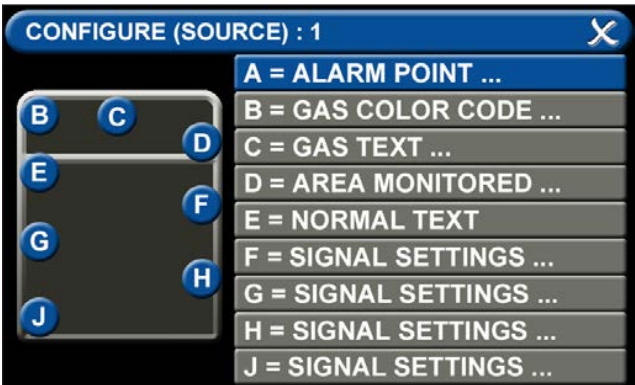 CONFIGURE (SOURCE) : 1
A = ALARM POINT ...
B = GAS COLOR CODE ...
C = GAS TEXT ...
D = AREA MONITORED ...
E = NORMAL TEXT
F = SIGNAL SETTINGS ...
G = SIGNAL SETTINGS ...
H = SIGNAL SETTINGS ...
J = SIGNAL SETTINGS ...
B
C
D
E
F
G
H
J